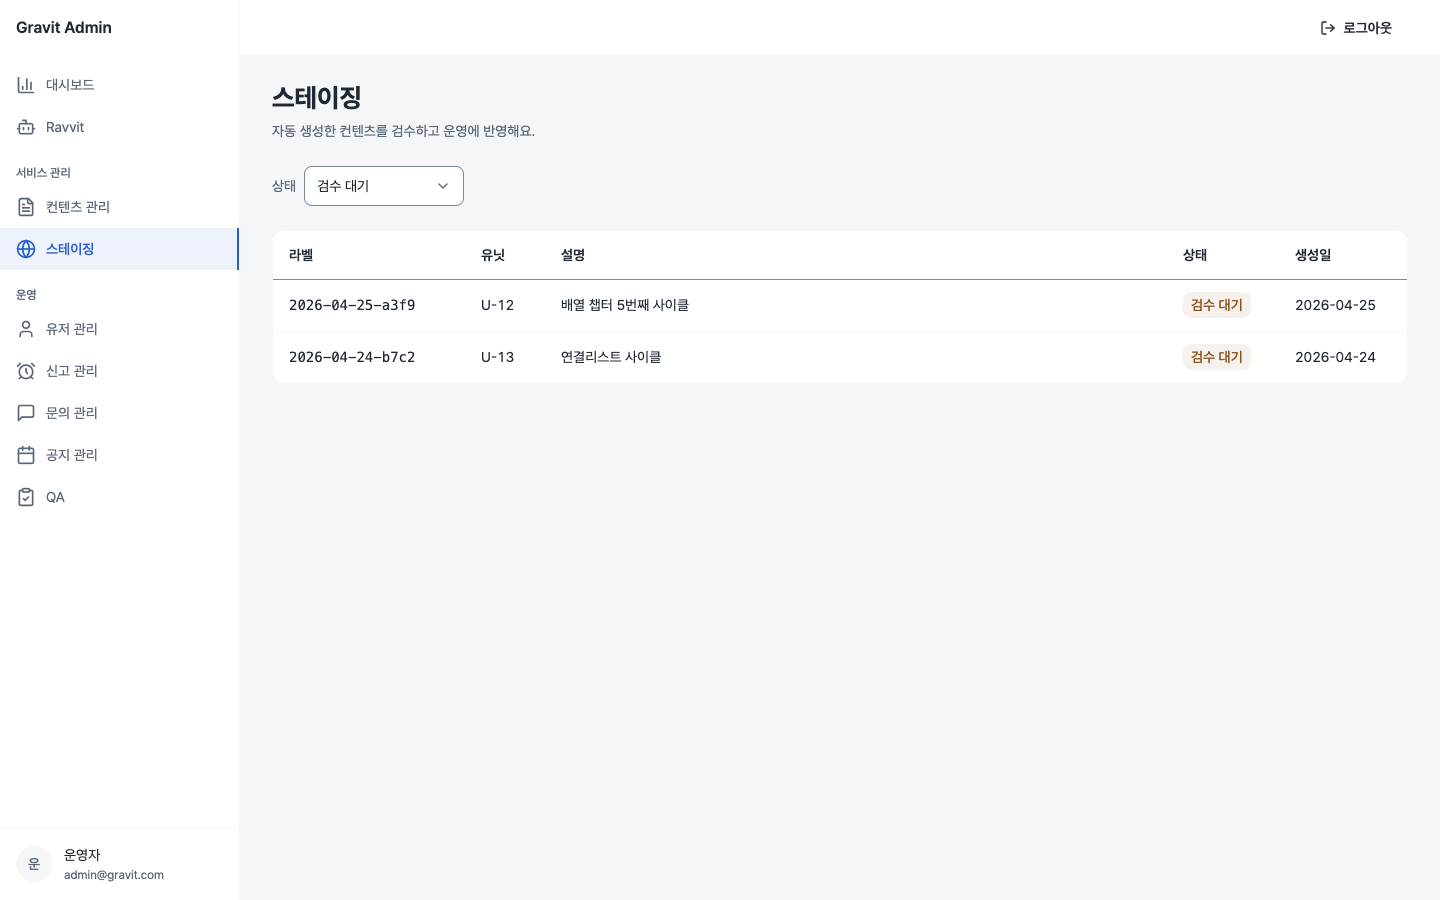 Gravit Admin
로그아웃
대시보드
Ravvit
서비스 관리
컨텐츠 관리
스테이징
운영
유저 관리
신고 관리
문의 관리
공지 관리
QA
운
운영자
admin@gravit.com
스테이징
자동 생성한 컨텐츠를 검수하고 운영에 반영해요.
상태 검수 대기
라벨 유닛 설명 상태 생성일
2026-04-25-a3f9 U-12 배열 챕터 5번째 사이클 검수 대기 2026-04-25
2026-04-24-b7c2 U-13 연결리스트 사이클 검수 대기 2026-04-24